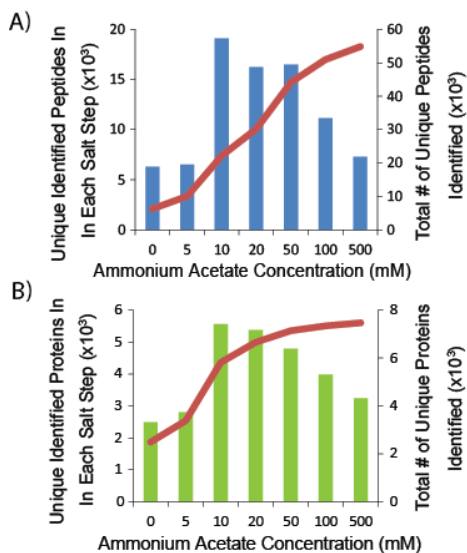 A)
Unique Identified Peptides In
In Each Salt Step (x10³)
20
15
10
5
0
60
50
40
30
20
10
0
Total # of Unique Peptides
Identified (x10³)
0 5 10 20 50 100 500
Ammonium Acetate Concentration (mM)
B)
Unique Identified Proteins In
In Each Salt Step (x10³)
6
5
4
3
2
1
0
8
6
4
2
0
Total # of Unique Proteins
Identified (x10³)
0 5 10 20 50 100 500
Ammonium Acetate Concentration (mM)